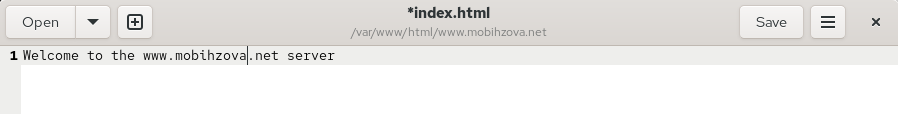 Open
*index.html
/var/www/html/www.mobihzova.net
Save
1 Welcome to the www.mobihzova.net server